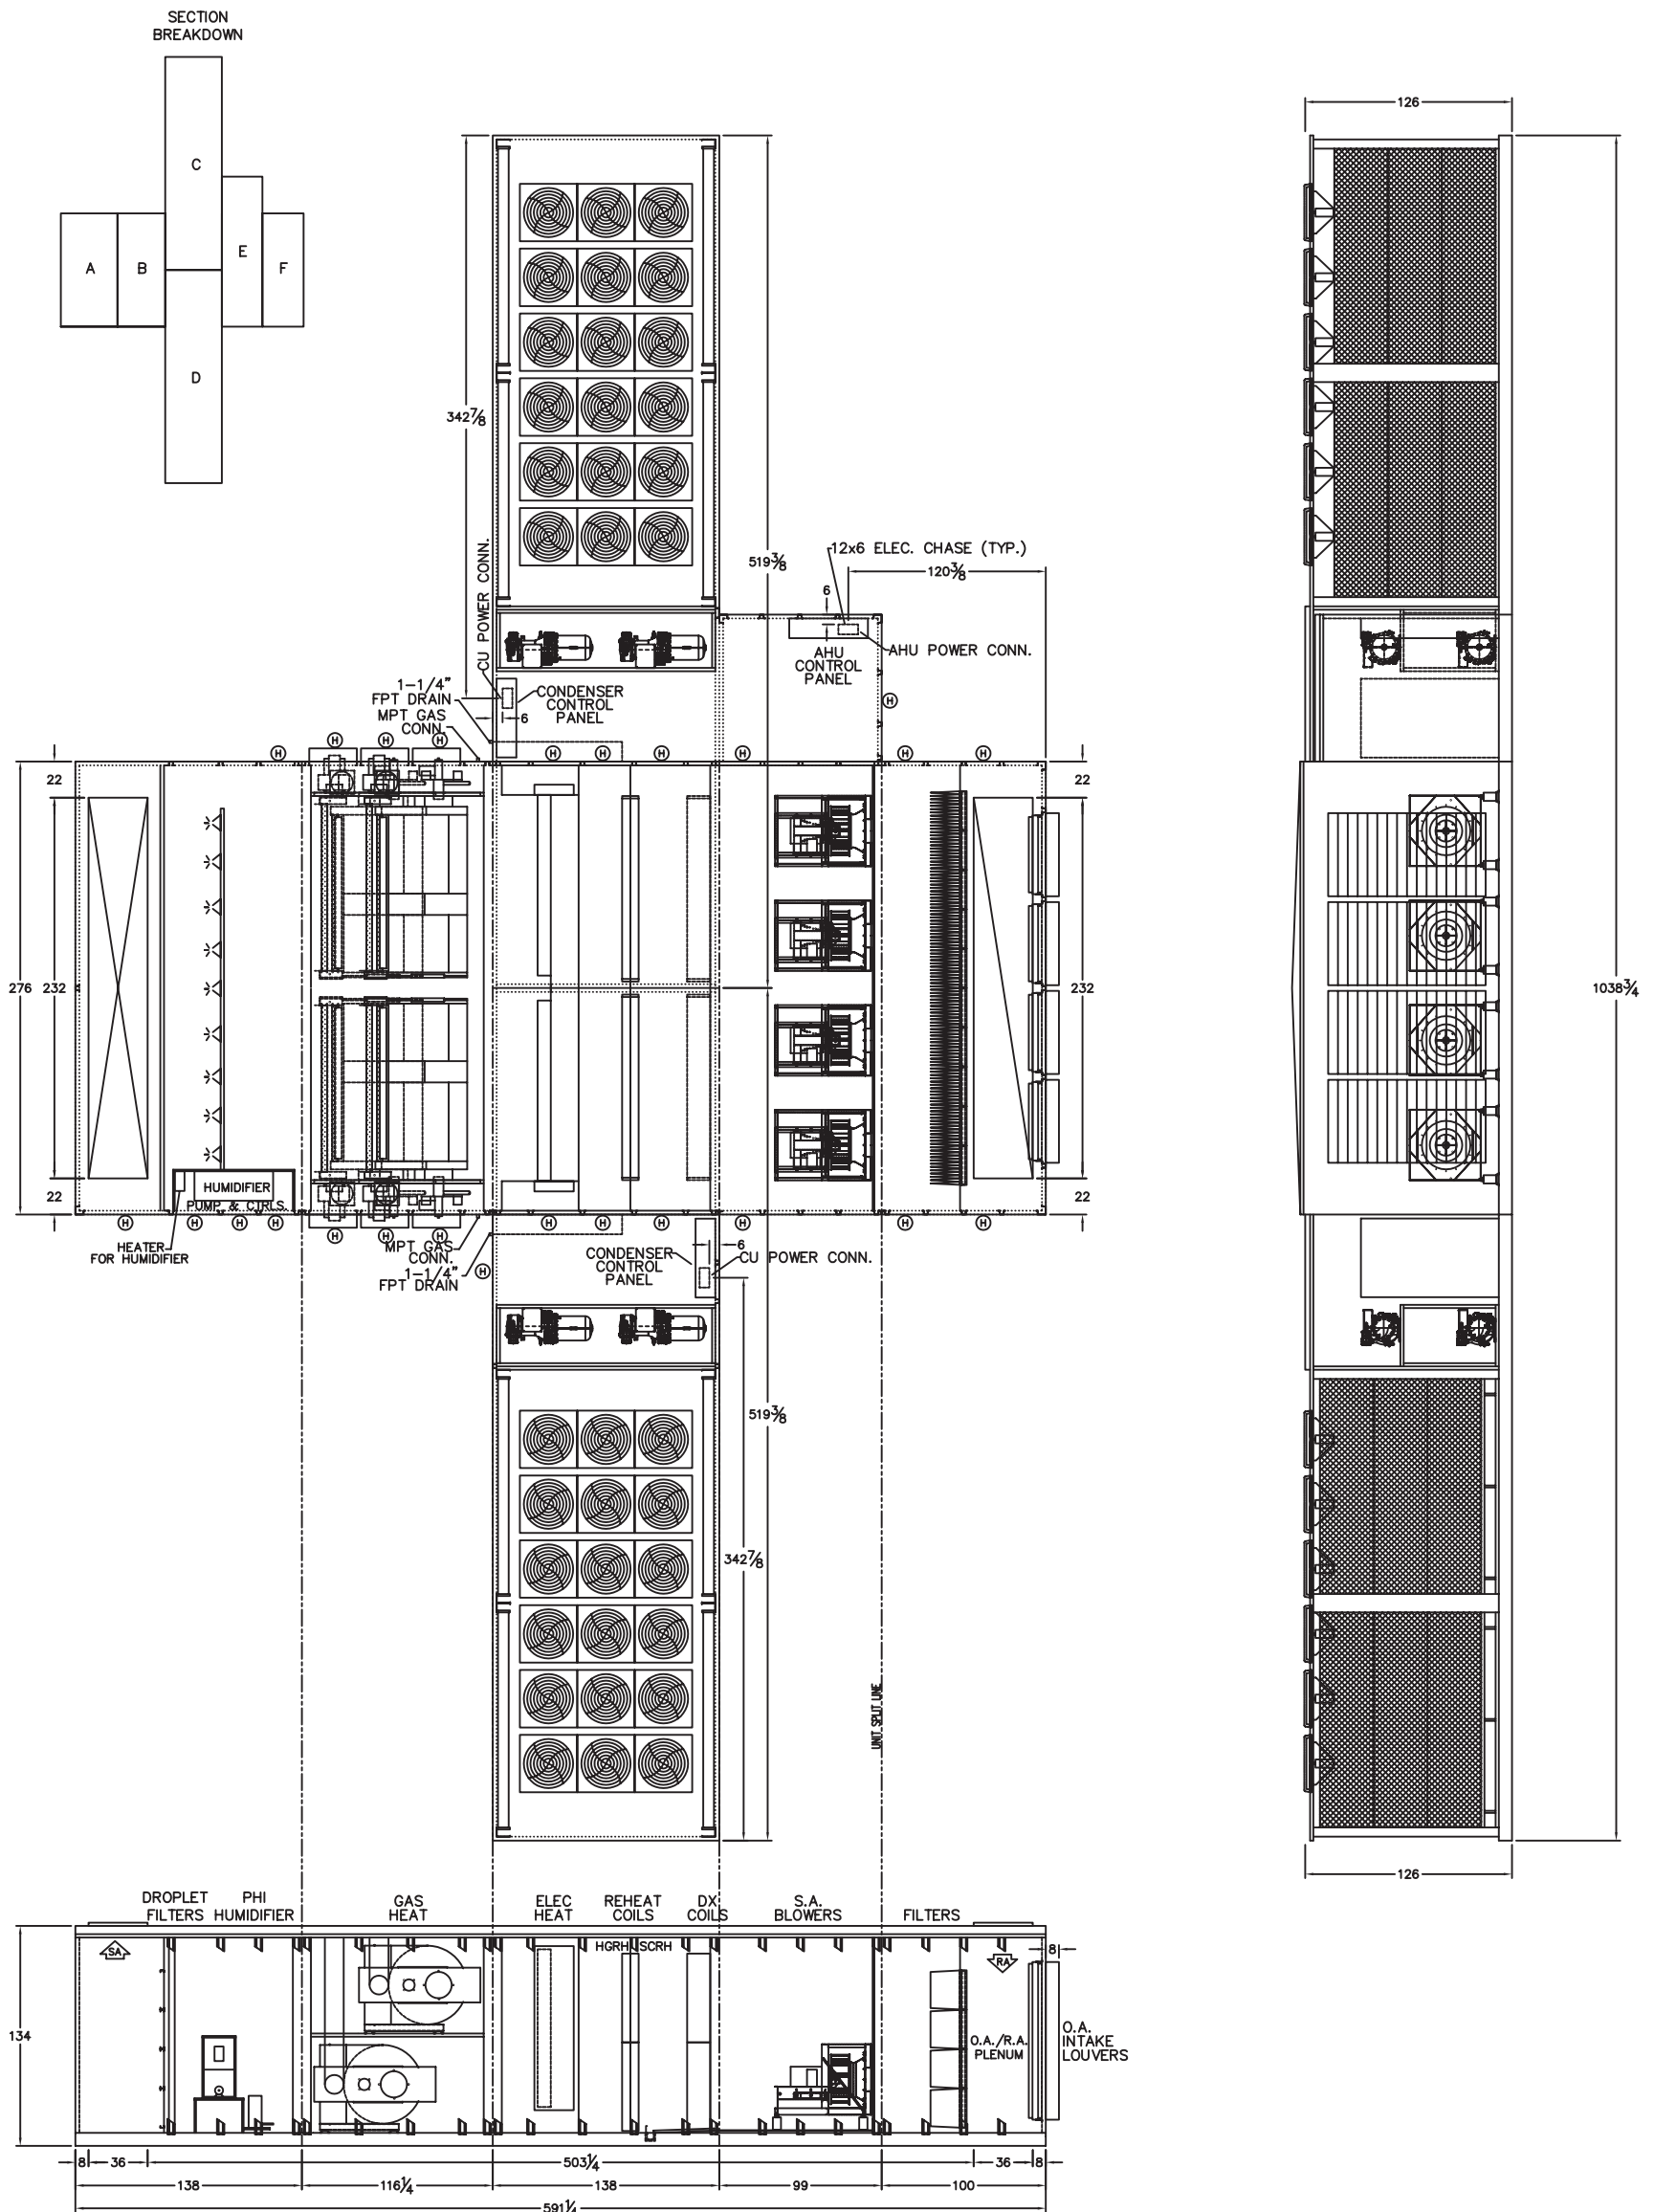 SECTION
BREAKDOWN
C
A
B
E
F
D
126
342 7/8
519 3/8
12x6 ELEC. CHASE (TYP.)
120 3/8
6
CU POWER CONN.
AHU POWER CONN.
AHU
CONTROL
PANEL
1-1/4"
FPT DRAIN
MPT GAS
CONN.
CONDENSER
CONTROL
PANEL
6
H
H
H
H
H
H
H
H
H
H
H
H
22
22
276
232
232
1038 3/4
HUMIDIFIER
PUMP & CTRLS.
22
22
H
H
H
H
H
H
H
H
H
H
H
H
H
H
HEATER
FOR HUMIDIFIER
MPT GAS
CONN.
1-1/4"
FPT DRAIN
CONDENSER
CONTROL
PANEL
6
CU POWER CONN.
519 3/8
342 7/8
UNIT SPLIT LINE
126
DROPLET
FILTERS
PHI
HUMIDIFIER
GAS
HEAT
ELEC
HEAT
REHEAT
COILS
DX
COILS
S.A.
BLOWERS
FILTERS
SA
HGRH
SCRH
RA
8
134
O.A./R.A.
PLENUM
O.A.
INTAKE
LOUVERS
8
36
503 1/4
36
8
138
116 1/4
138
99
100
591 1/4